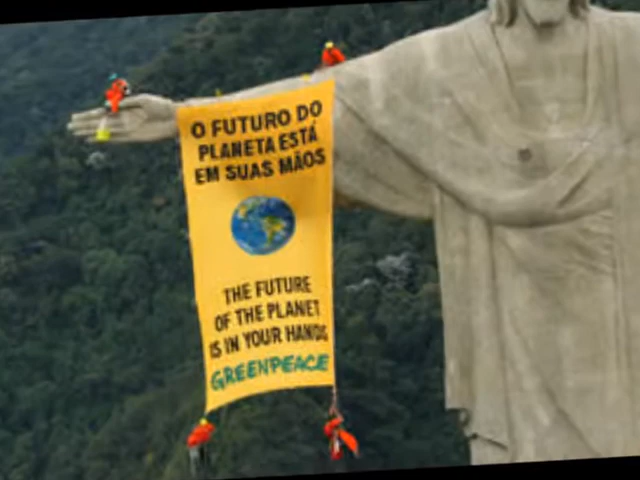 O FUTURO DO
PLANETA ESTÁ
EM SUAS MÃOS
THE FUTURE
OF THE PLANET
IS IN YOUR HANDS
GREENPEACE